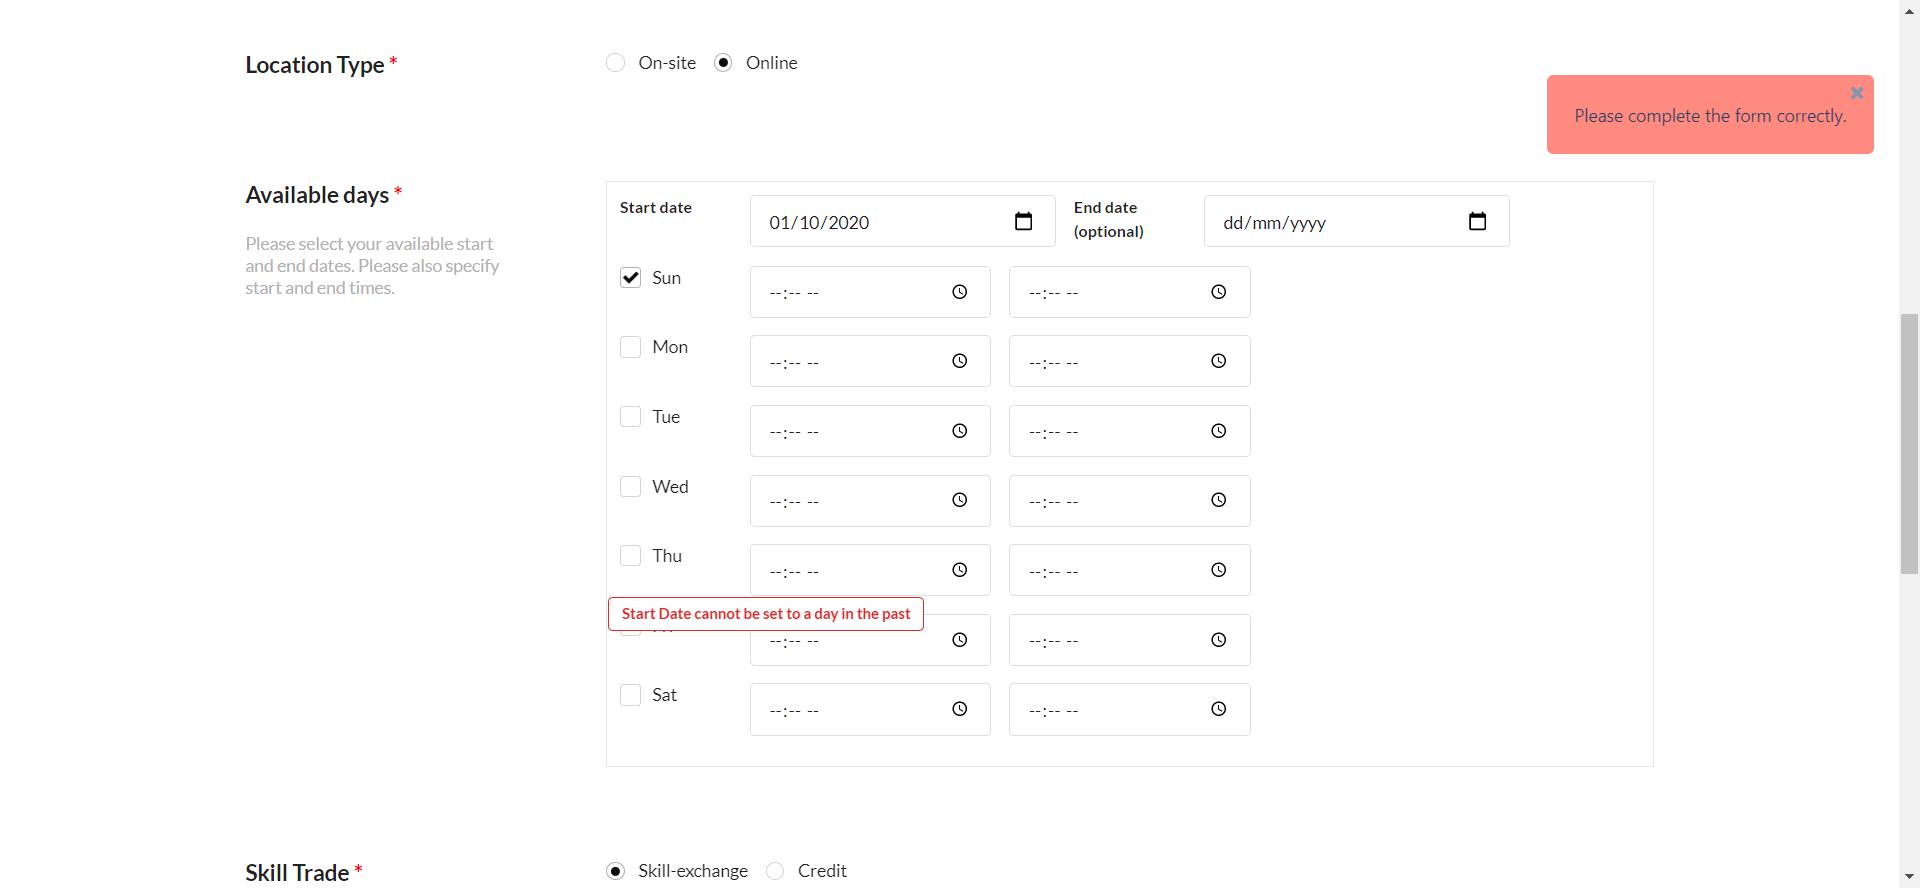 Location Type *
On-site Online
Please complete the form correctly.
Available days *
Please select your available start
and end dates. Please also specify
start and end times.
Start date 01/10/2020 End date
(optional) dd/mm/yyyy
Sun --:-- -- --:-- --
Mon --:-- -- --:-- --
Tue --:-- -- --:-- --
Wed --:-- -- --:-- --
Thu --:-- -- --:-- --
Start Date cannot be set to a day in the past
--:-- -- --:-- --
Sat --:-- -- --:-- --
Skill Trade *
Skill-exchange Credit